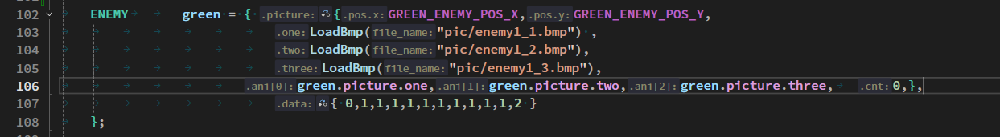 102 ENEMY green = { .picture: { .pos.x: GREEN_ENEMY_POS_X, .pos.y: GREEN_ENEMY_POS_Y,
103 .one: LoadBmp( file_name: "pic/enemy1_1.bmp") ,
104 .two: LoadBmp( file_name: "pic/enemy1_2.bmp"),
105 .three: LoadBmp( file_name: "pic/enemy1_3.bmp"),
106 .ani[0]: green.picture.one, .ani[1]: green.picture.two, .ani[2]: green.picture.three, .cnt: 0,},
107 .data: { 0,1,1,1,1,1,1,1,1,1,1,2 }
108 };